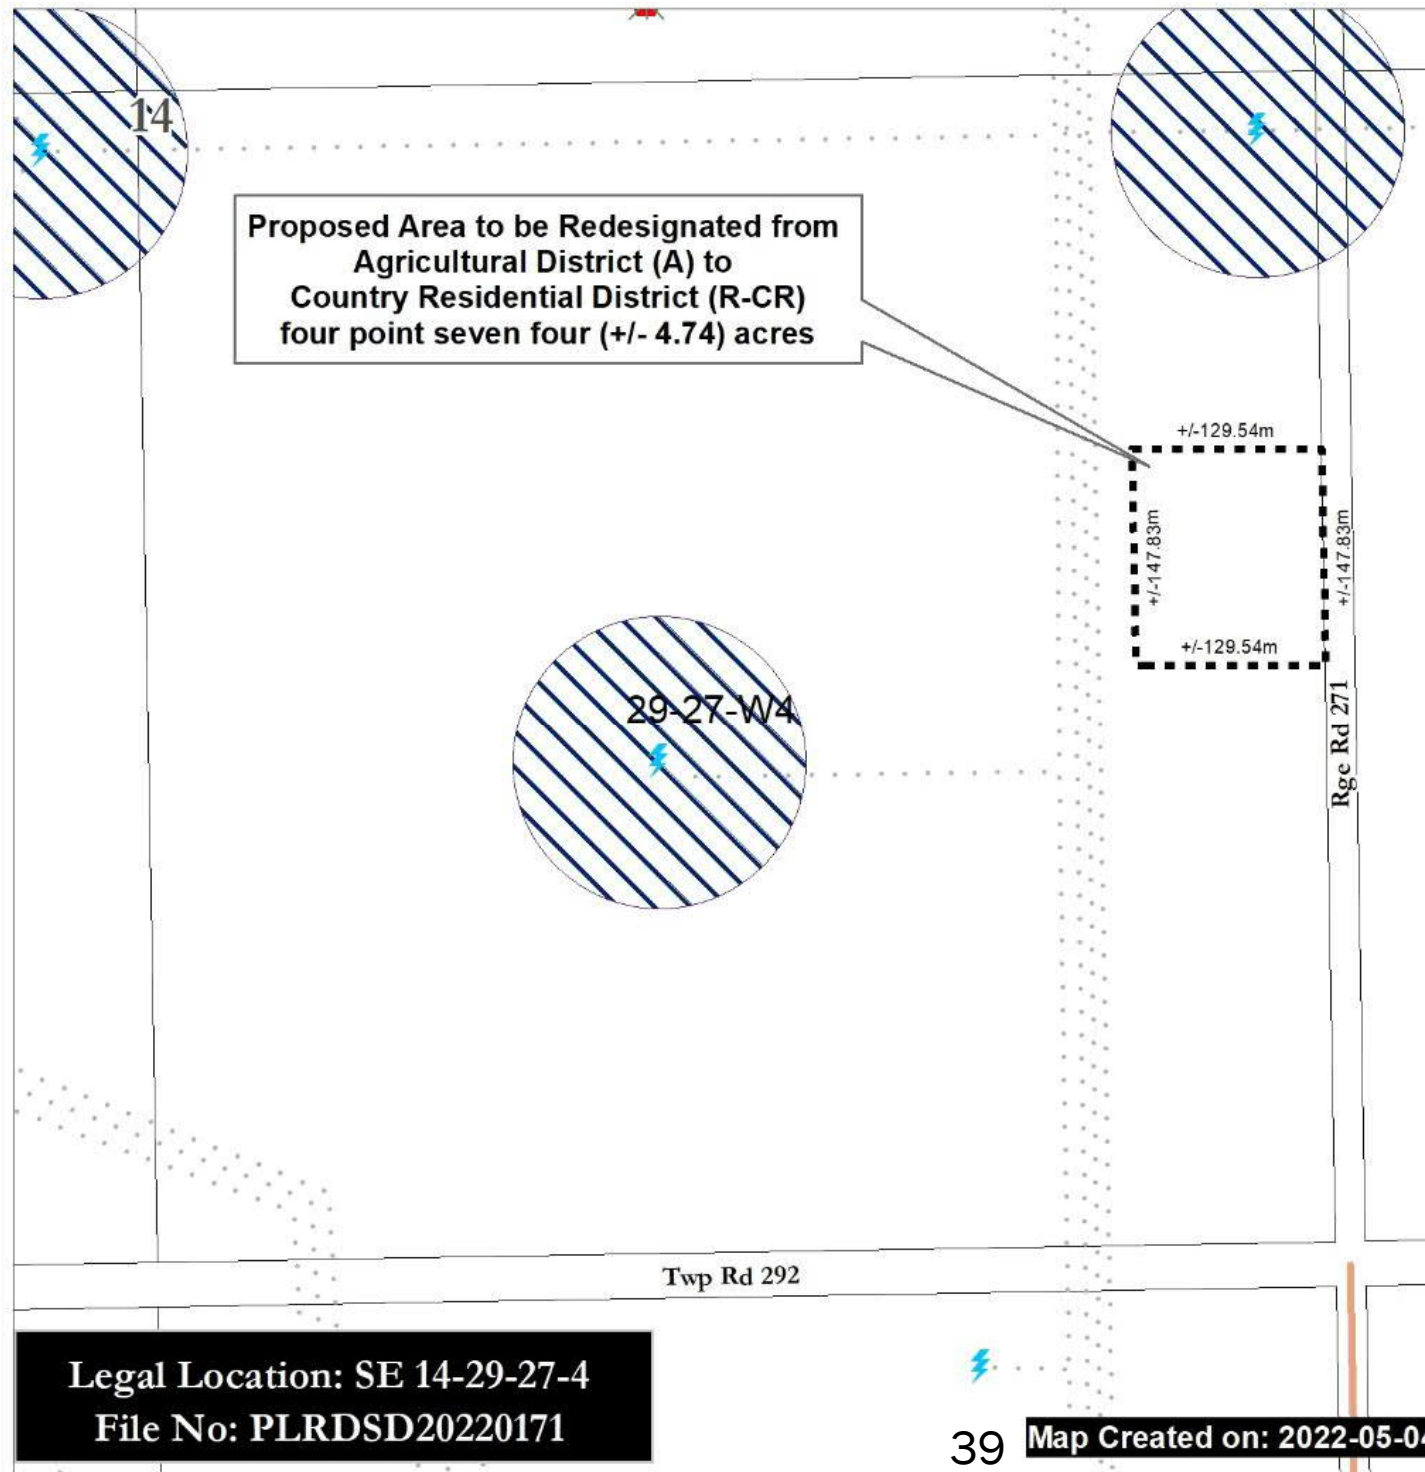 14
Proposed Area to be Redesignated from
Agricultural District (A) to
Country Residential District (R-CR)
four point seven four (+/- 4.74) acres
+/-129.54m
+/-147.83m
+/-147.83m
+/-129.54m
29-27-W4
Rge Rd 271
Twp Rd 292
Legal Location: SE 14-29-27-4
File No: PLRDSD20220171
39
Map Created on: 2022-05-04